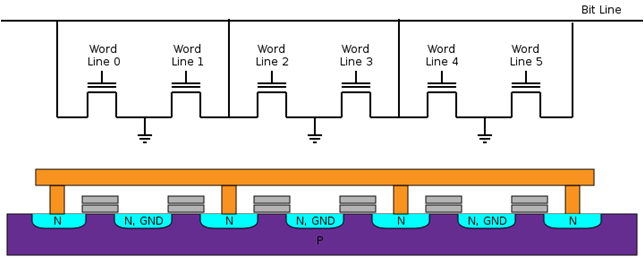 Bit Line
Word
Line 0
Word
Line 1
Word
Line 2
Word
Line 3
Word
Line 4
Word
Line 5
N
N, GND
N
N, GND
N
N, GND
N
P